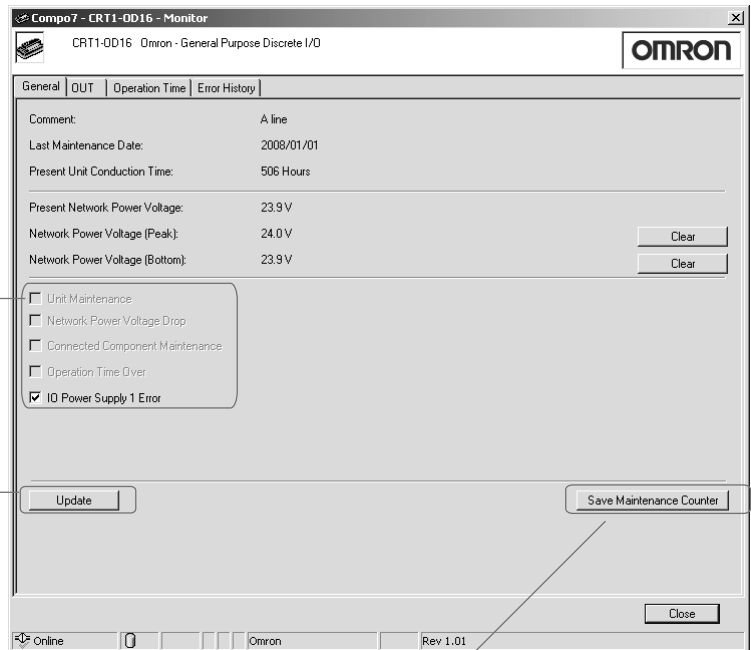 Compo7 - CRT1-OD16 - Monitor
CRT1-OD16 Omron - General Purpose Discrete I/O
OMRON
General OUT Operation Time Error History
Comment: A line
Last Maintenance Date: 2008/01/01
Present Unit Conduction Time: 506 Hours
Present Network Power Voltage: 23.9 V
Network Power Voltage (Peak): 24.0 V Clear
Network Power Voltage (Bottom): 23.9 V Clear
Unit Maintenance
Network Power Voltage Drop
Connected Component Maintenance
Operation Time Over
IO Power Supply 1 Error
Update Save Maintenance Counter
Close
Online Omron Rev 1.01